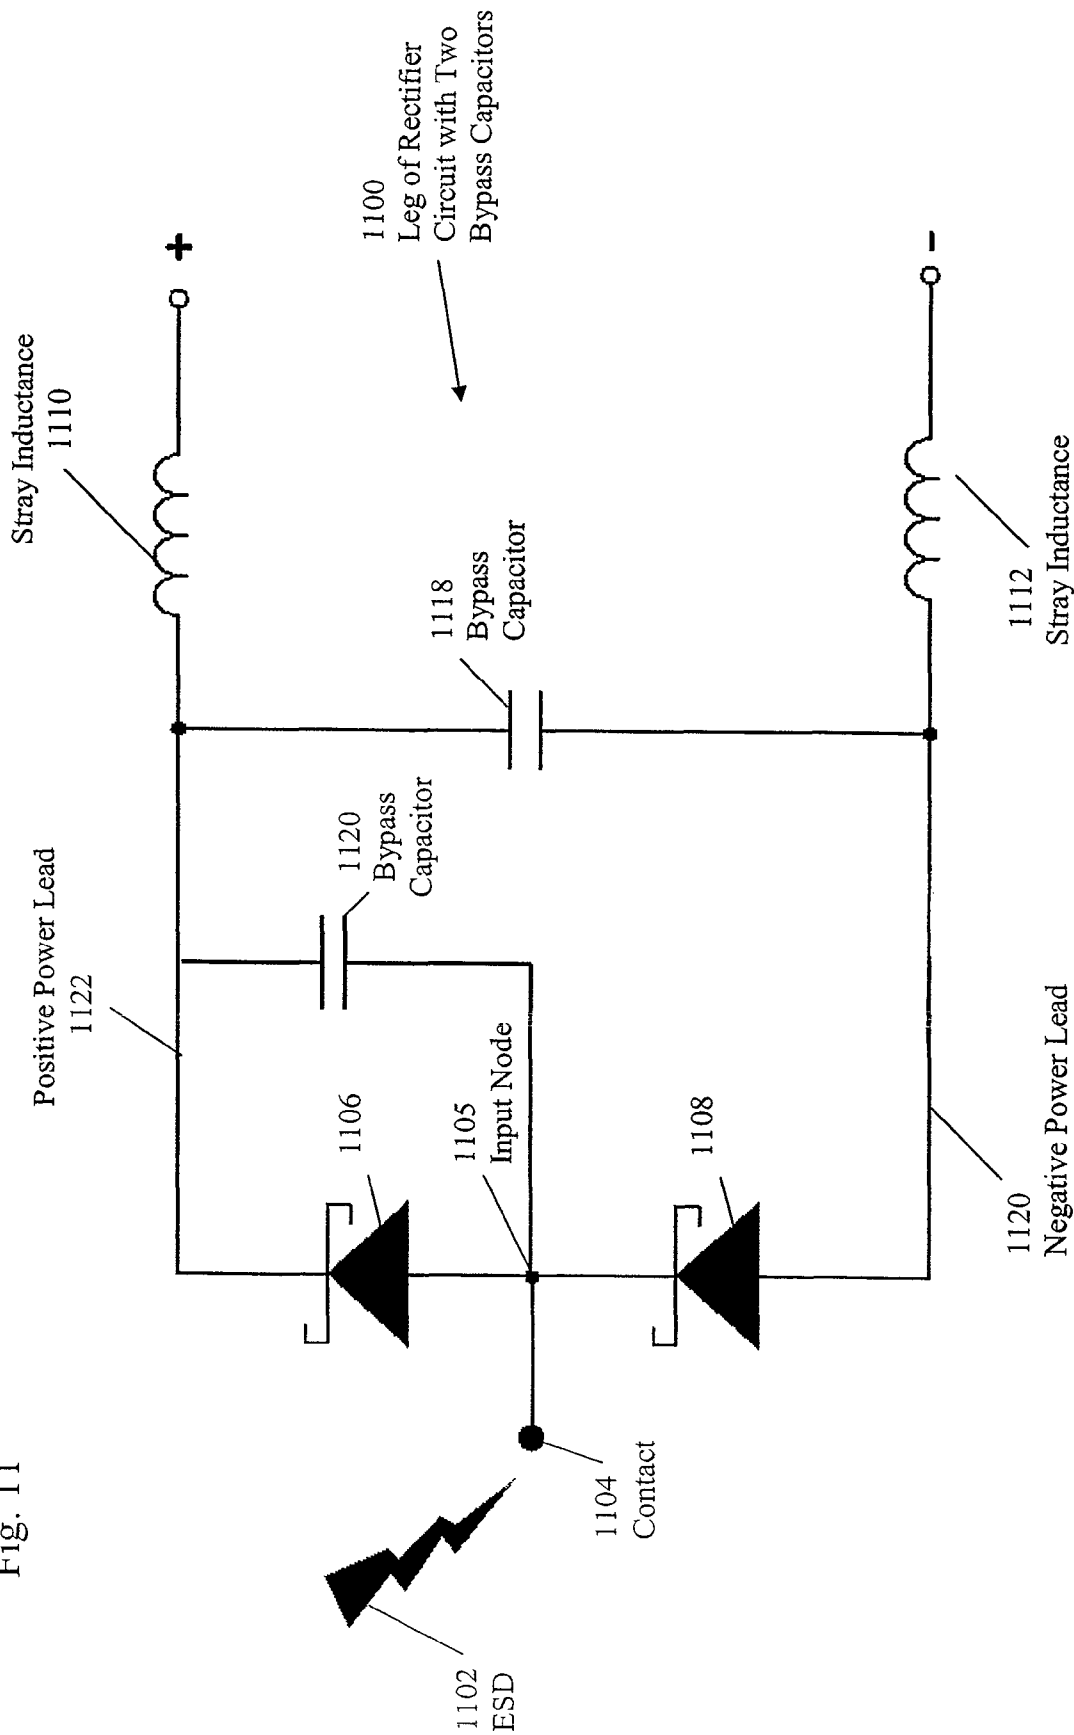 Fig. 11
Stray Inductance
1110
+
Positive Power Lead
1122
1100
Leg of Rectifier
Circuit with Two
Bypass Capacitors
1120
Bypass
Capacitor
1118
Bypass
Capacitor
1106
1105
Input Node
1102
ESD
1104
Contact
1108
-
1120
Negative Power Lead
1112
Stray Inductance